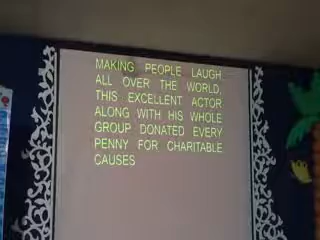 MAKING PEOPLE LAUGH
ALL OVER THE WORLD,
THIS EXCELLENT ACTOR
ALONG WITH HIS WHOLE
GROUP DONATED EVERY
PENNY FOR CHARITABLE
CAUSES